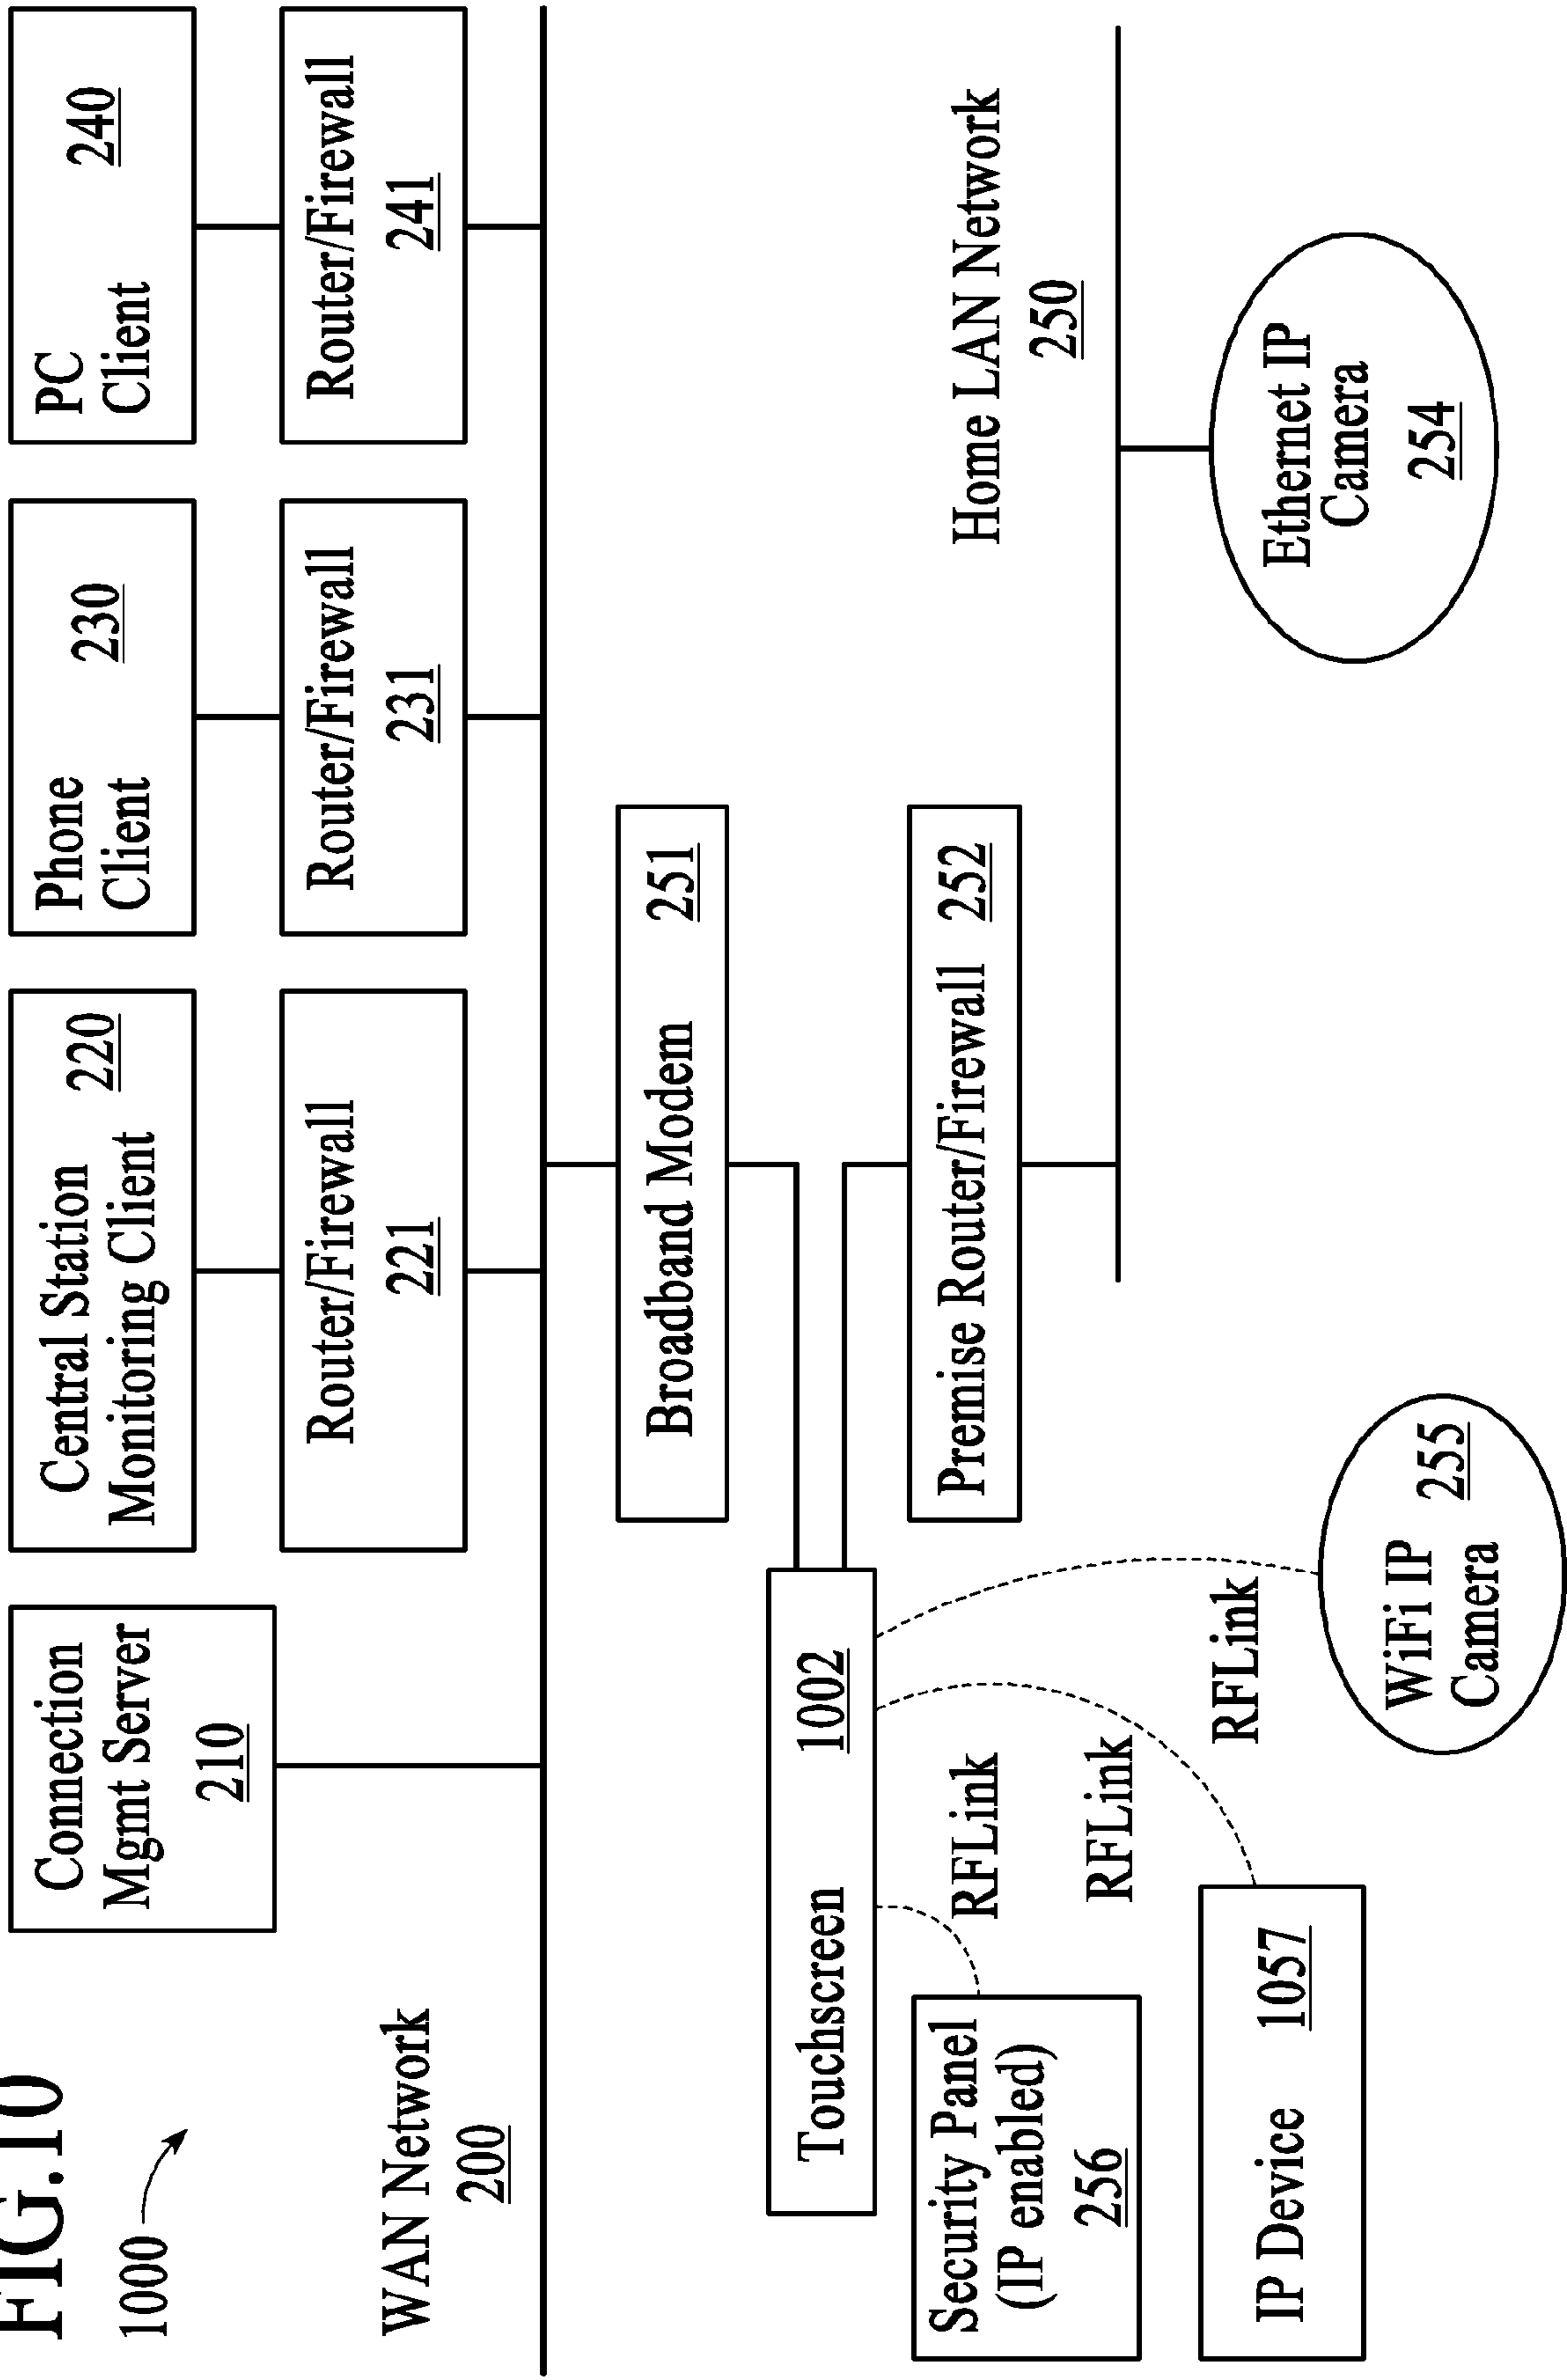 FIG.10
1000
WAN Network
200
Connection
Mgmt Server
210
Central Station
Monitoring Client
220
Router/Firewall
221
Phone
Client
230
Router/Firewall
231
PC
Client
240
Router/Firewall
241
Broadband Modem 251
Touchscreen 1002
Premise Router/Firewall 252
Home LAN Network
250
Security Panel
(IP enabled)
256
RFLink
RFLink
RFLink
IP Device 1057
WiFi IP
Camera
255
Ethernet IP
Camera
254